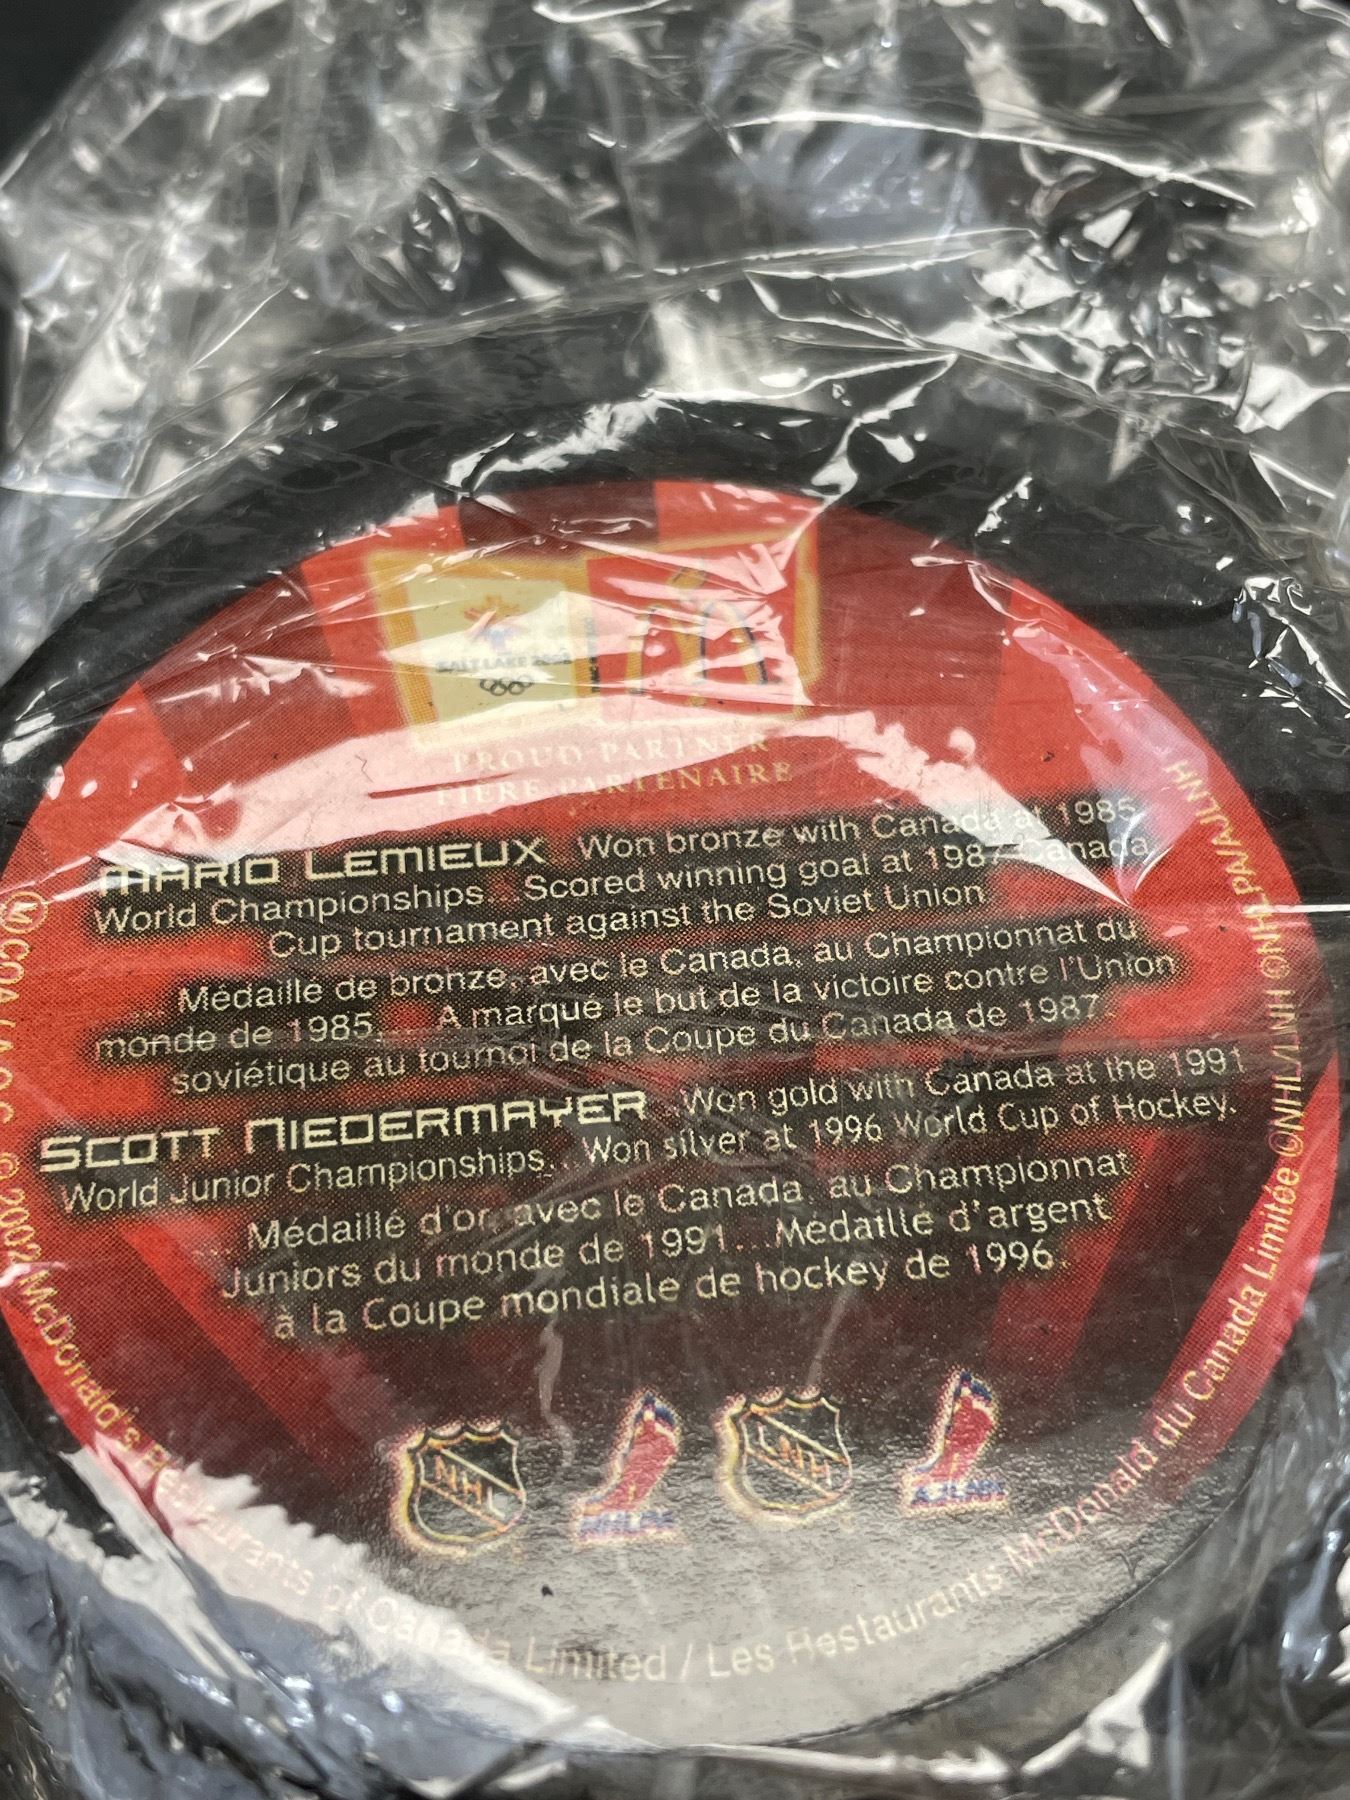 SALT LAKE 2002
PROUD PARTNER
FIÈRE PARTENAIRE
MARIO LEMIEUX Won bronze with Canada at 1985
World Championships...Scored winning goal at 1987 Canada
Cup tournament against the Soviet Union
... Médaillé de bronze, avec le Canada, au Championnat du
monde de 1985.... A marqué le but de la victoire contre l'Union
soviétique au tournoi de la Coupe du Canada de 1987.
SCOTT NIEDERMAYER Won gold with Canada at the 1991
World Junior Championships...Won silver at 1996 World Cup of Hockey.
... Médaillé d'or, avec le Canada, au Championnat
Juniors du monde de 1991...Médaillé d'argent
à la Coupe mondiale de hockey de 1996.
NHL NHLPA LNH AJLNH
© 2002 McDonald's Restaurants of Canada Limited / Les Restaurants McDonald du Canada Limitée ©NHL/LNH ©NHLPA/AJLNH